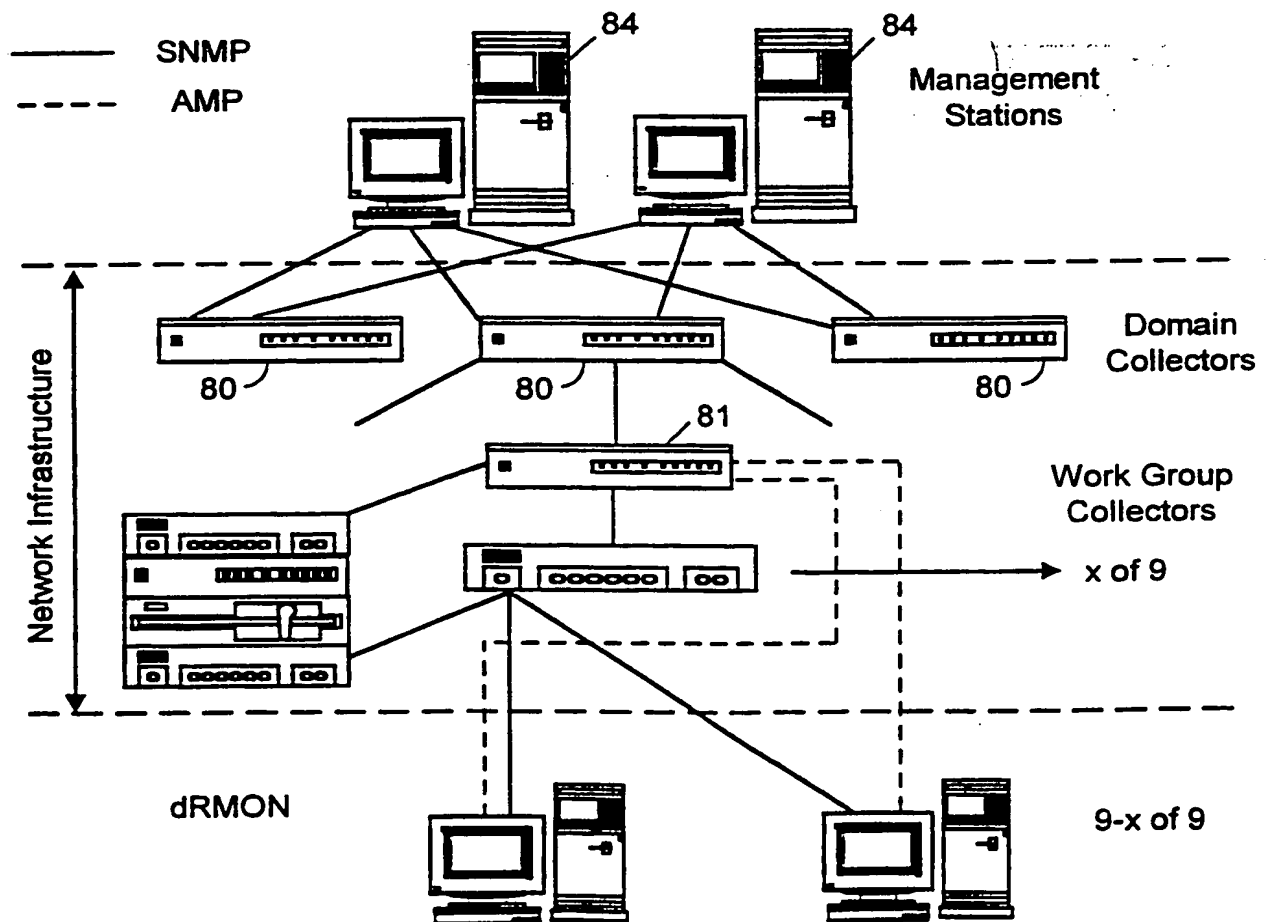 SNMP
AMP
84
84
Management
Stations
Network Infrastructure
80
80
80
Domain
Collectors
81
Work Group
Collectors
x of 9
dRMON
9-x of 9